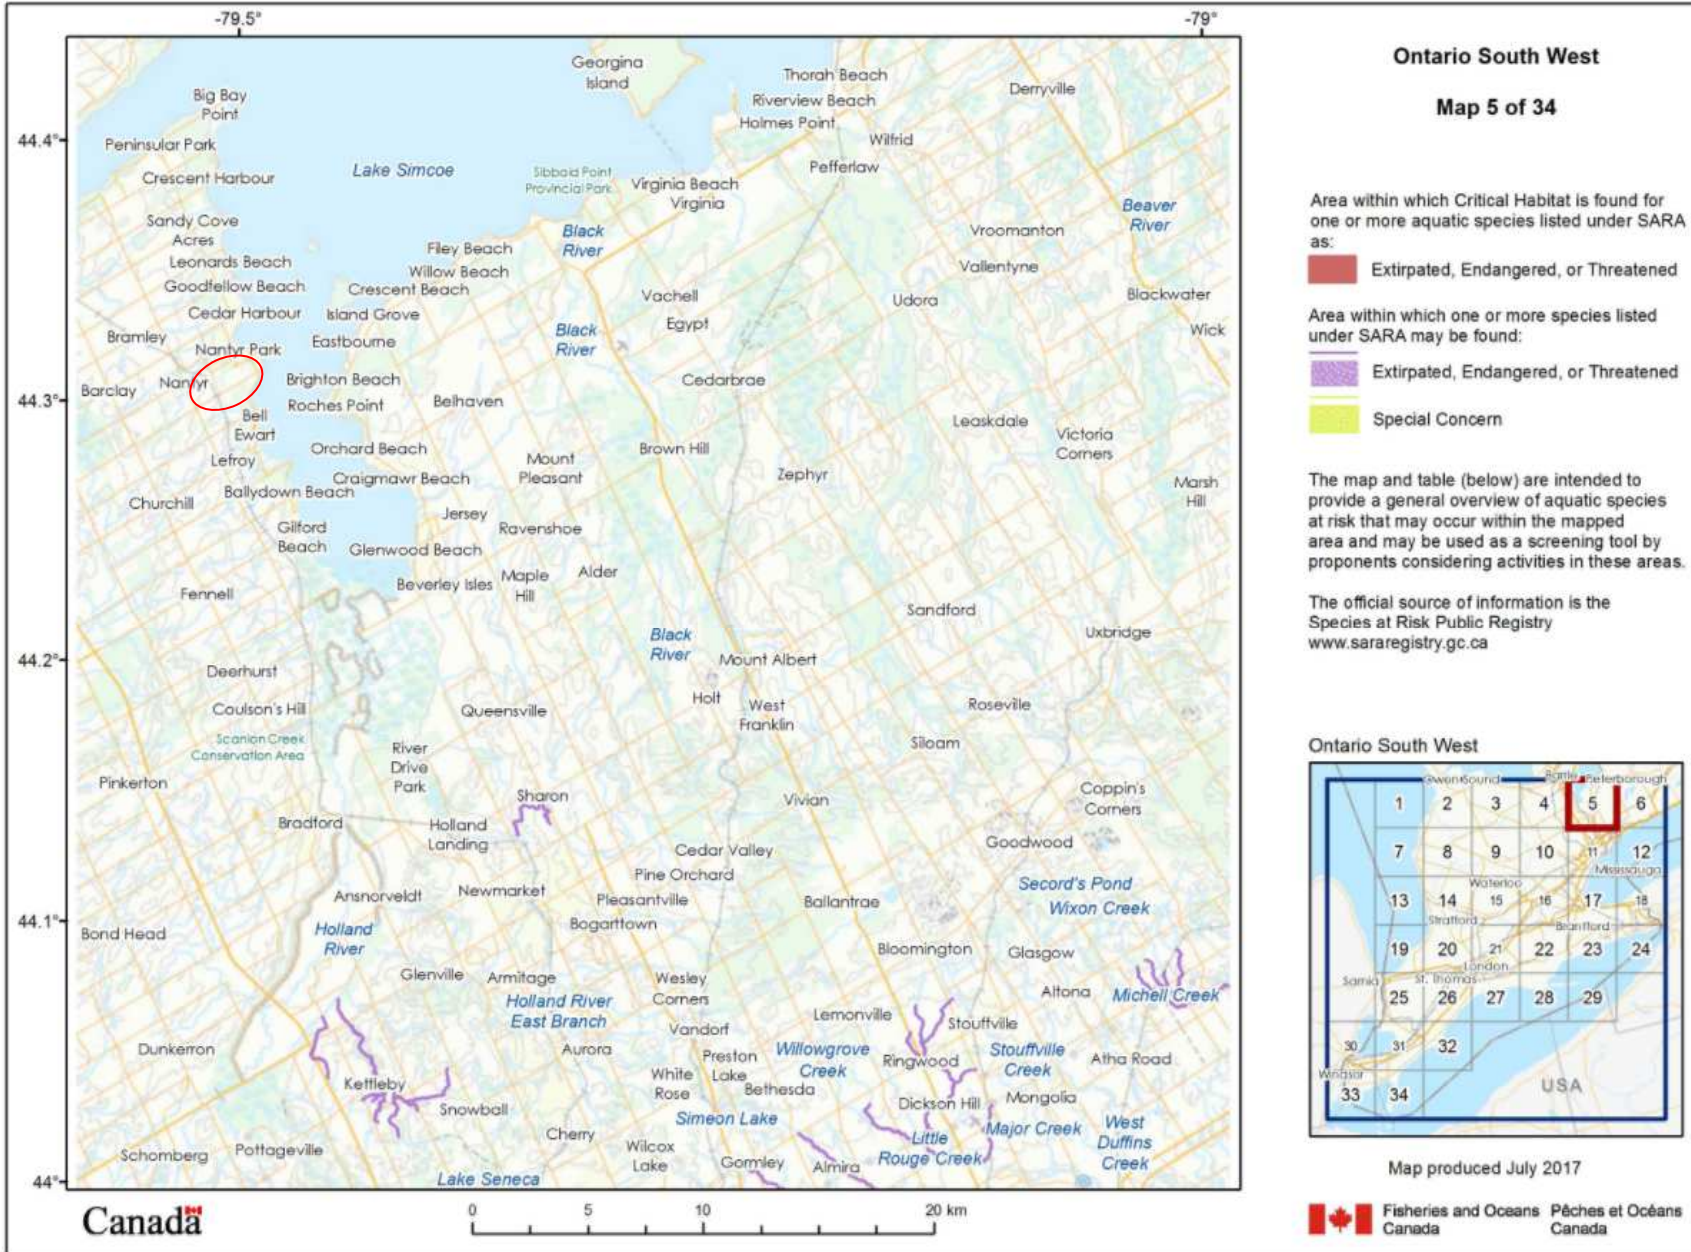 -79.5°
-79°
44.4°
44.3°
44.2°
44.1°
44°
Georgina
Island
Thorah Beach
Riverview Beach
Holmes Point
Derryville
Big Bay
Point
Wilfrid
Peninsular Park
Pefferlaw
Crescent Harbour
Lake Simcoe
Sibbald Point
Provincial Park
Virginia Beach
Virginia
Beaver
River
Sandy Cove
Acres
Black
River
Vroomanton
Filey Beach
Leonards Beach
Willow Beach
Vallentyne
Goodfellow Beach
Crescent Beach
Vachell
Udora
Blackwater
Cedar Harbour
Island Grove
Egypt
Wick
Bramley
Eastbourne
Black
River
Nantyr Park
Nantyr
Barclay
Brighton Beach
Cedarbrae
Roches Point
Belhaven
Bell
Ewart
Leaskdale
Victoria
Corners
Orchard Beach
Brown Hill
Lefroy
Mount
Pleasant
Zephyr
Craigmawr Beach
Ballydown Beach
Marsh
Hill
Churchill
Jersey
Gilford
Beach
Ravenshoe
Glenwood Beach
Beverley Isles
Maple
Hill
Alder
Fennell
Sandford
Black
River
Uxbridge
Mount Albert
Deerhurst
Holt
West
Franklin
Coulson's Hill
Queensville
Roseville
Scanlon Creek
Conservation Area
River
Drive
Park
Siloam
Pinkerton
Sharon
Vivian
Coppin's
Corners
Bradford
Holland
Landing
Cedar Valley
Goodwood
Pine Orchard
Ansnorveldt
Newmarket
Pleasantville
Ballantrae
Secord's Pond
Wixon Creek
Bogarttown
Bond Head
Holland
River
Bloomington
Glasgow
Glenville
Armitage
Wesley
Corners
Holland River
East Branch
Altona
Michell Creek
Lemonville
Stouffville
Vandorf
Dunkerron
Aurora
Preston
Lake
Willowgrove
Creek
Ringwood
Stouffville
Creek
Atha Road
Kettleby
White
Rose
Bethesda
Snowball
Dickson Hill
Mongolia
Simeon Lake
Major Creek
West
Duffins
Creek
Cherry
Little
Rouge Creek
Schomberg
Pottageville
Wilcox
Lake
Gormley
Almira
Lake Seneca
Canada
0 5 10 20 km
Ontario South West
Map 5 of 34
Area within which Critical Habitat is found for
one or more aquatic species listed under SARA
as:
Extirpated, Endangered, or Threatened
Area within which one or more species listed
under SARA may be found:
Extirpated, Endangered, or Threatened
Special Concern
The map and table (below) are intended to
provide a general overview of aquatic species
at risk that may occur within the mapped
area and may be used as a screening tool by
proponents considering activities in these areas.
The official source of information is the
Species at Risk Public Registry
www.sararegistry.gc.ca
Ontario South West
Owen Sound Barrie Peterborough
1 2 3 4 5 6
7 8 9 10 11 12
Mississauga
Waterloo
13 14 15 16 17 18
Stratford Brantford
19 20 21 22 23 24
London
Sarnia St. Thomas
25 26 27 28 29
30 31 32
Windsor
33 34
USA
Map produced July 2017
Fisheries and Oceans Pêches et Océans
Canada Canada